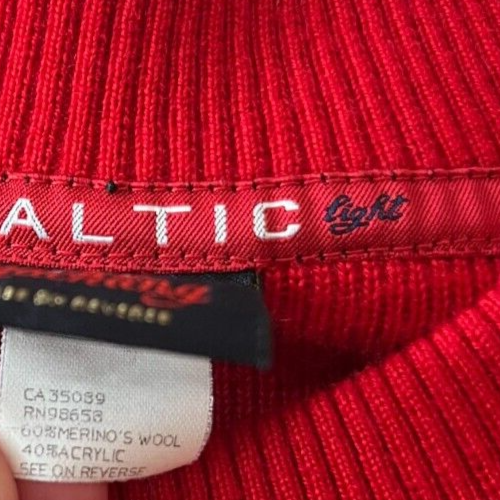 ALTIC light
CA35089
RN98658
60%MERINO'S WOOL
40%ACRYLIC
SEE ON REVERSE